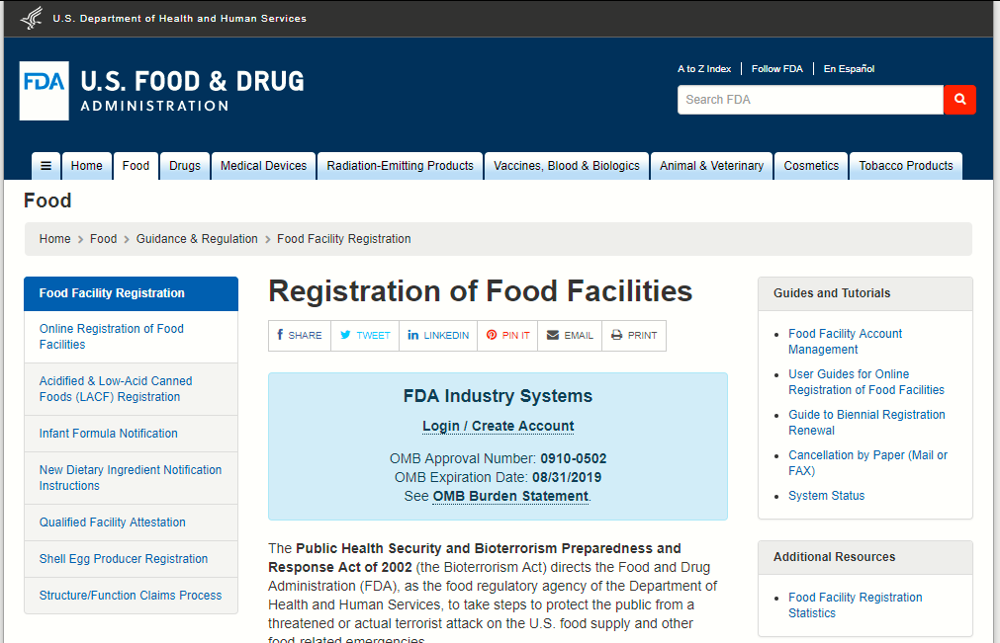 U.S. Department of Health and Human Services
FDA U.S. FOOD & DRUG
ADMINISTRATION
A to Z Index | Follow FDA | En Español
Search FDA
☰ Home Food Drugs Medical Devices Radiation-Emitting Products Vaccines, Blood & Biologics Animal & Veterinary Cosmetics Tobacco Products
Food
Home > Food > Guidance & Regulation > Food Facility Registration
Food Facility Registration
Online Registration of Food
Facilities
Acidified & Low-Acid Canned
Foods (LACF) Registration
Infant Formula Notification
New Dietary Ingredient Notification
Instructions
Qualified Facility Attestation
Shell Egg Producer Registration
Structure/Function Claims Process
Registration of Food Facilities
f SHARE TWEET in LINKEDIN PIN IT EMAIL PRINT
FDA Industry Systems
Login / Create Account
OMB Approval Number: 0910-0502
OMB Expiration Date: 08/31/2019
See OMB Burden Statement.
The Public Health Security and Bioterrorism Preparedness and
Response Act of 2002 (the Bioterrorism Act) directs the Food and Drug
Administration (FDA), as the food regulatory agency of the Department of
Health and Human Services, to take steps to protect the public from a
threatened or actual terrorist attack on the U.S. food supply and other
food-related emergencies.
Guides and Tutorials
• Food Facility Account
Management
• User Guides for Online
Registration of Food Facilities
• Guide to Biennial Registration
Renewal
• Cancellation by Paper (Mail or
FAX)
• System Status
Additional Resources
• Food Facility Registration
Statistics